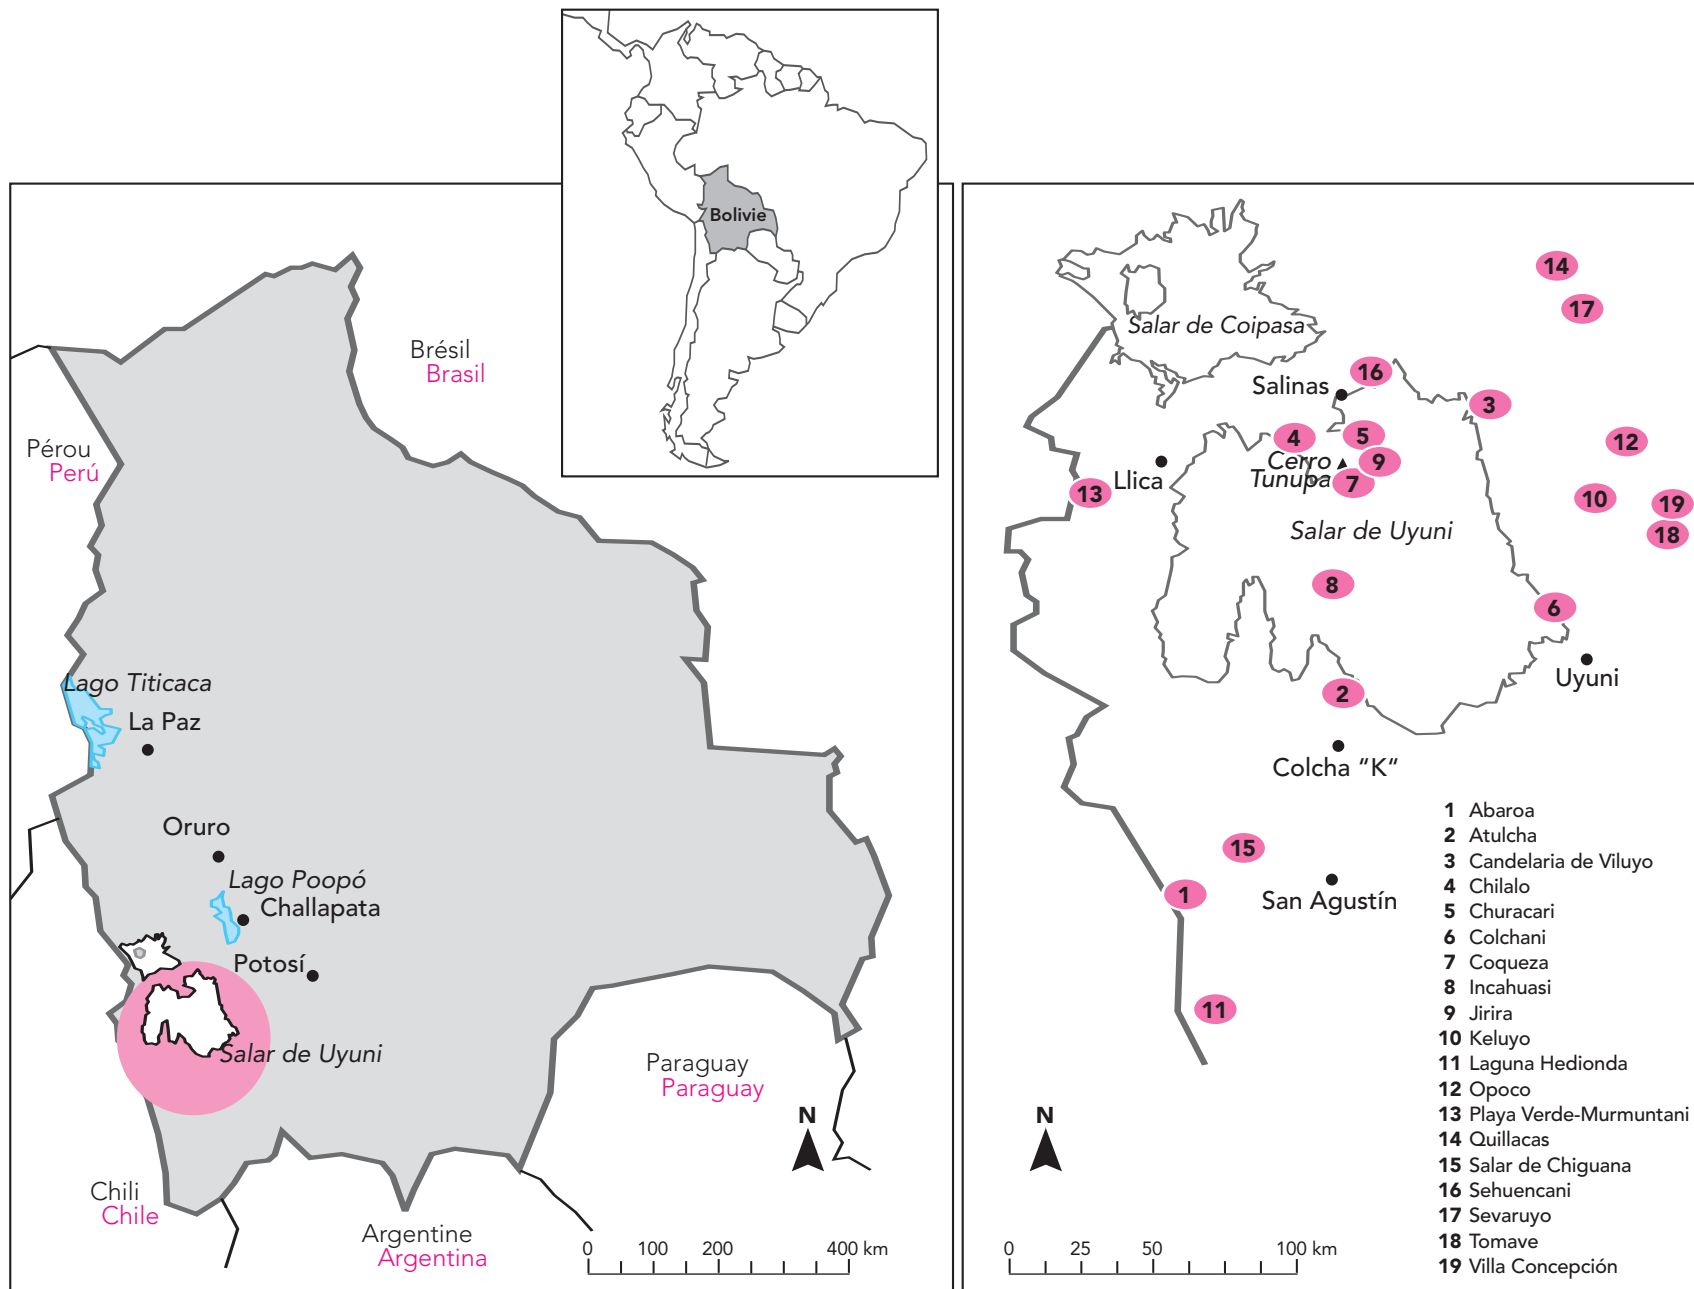 Bolivie
Brésil
Brasil
Pérou
Perú
Lago Titicaca
La Paz
Oruro
Lago Poopó
Challapata
Potosí
Salar de Uyuni
Paraguay
Paraguay
Chili
Chile
Argentine
Argentina
N
0 100 200 400 km
14
17
Salar de Coipasa
16
Salinas
3
4
5
12
Cerro
Tunupa
9
7
Llica
13
10
19
18
Salar de Uyuni
8
6
Uyuni
2
Colcha “K“
15
1
San Agustín
11
N
0 25 50 100 km
1 Abaroa
2 Atulcha
3 Candelaria de Viluyo
4 Chilalo
5 Churacari
6 Colchani
7 Coqueza
8 Incahuasi
9 Jirira
10 Keluyo
11 Laguna Hedionda
12 Opoco
13 Playa Verde-Murmuntani
14 Quillacas
15 Salar de Chiguana
16 Sehuencani
17 Sevaruyo
18 Tomave
19 Villa Concepción